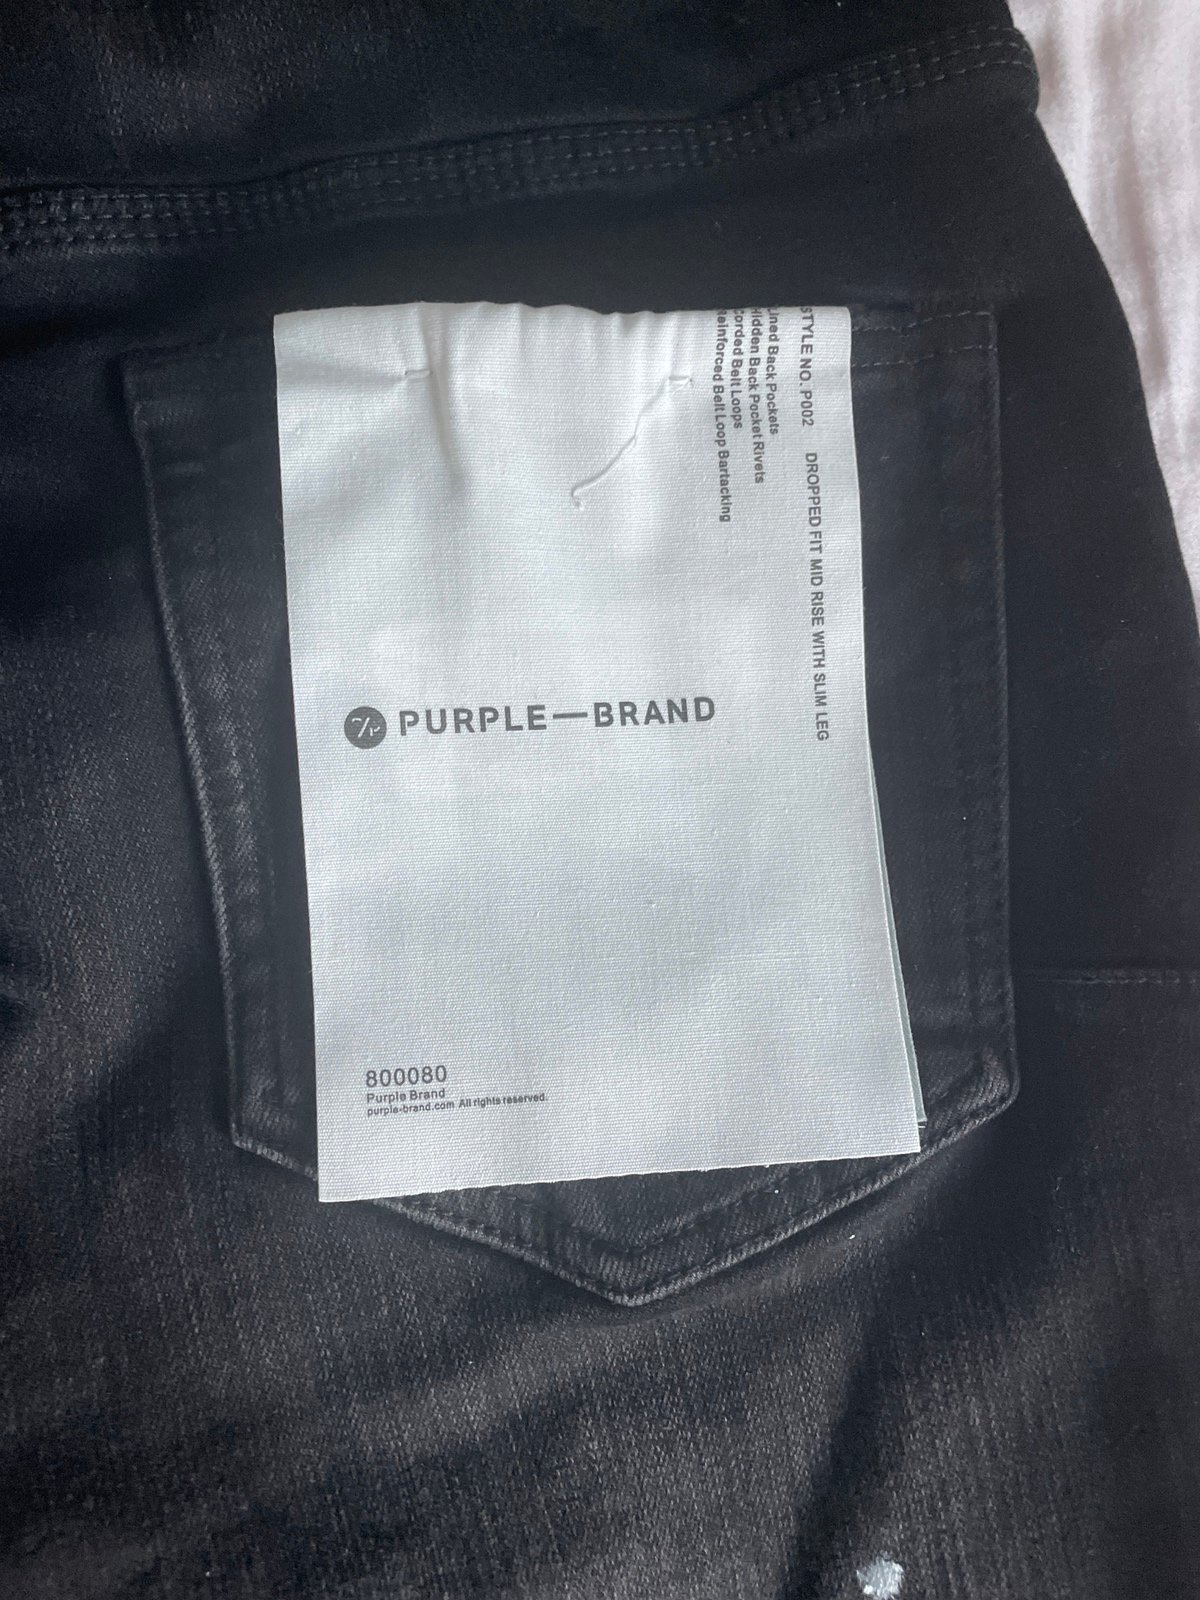 STYLE NO. P002 DROPPED FIT MID RISE WITH SLIM LEG
Lined Back Pockets
Hidden Back Pocket Rivets
Corded Belt Loops
Reinforced Belt Loop Bartacking
PURPLE—BRAND
800080
Purple Brand
purple-brand.com All rights reserved.